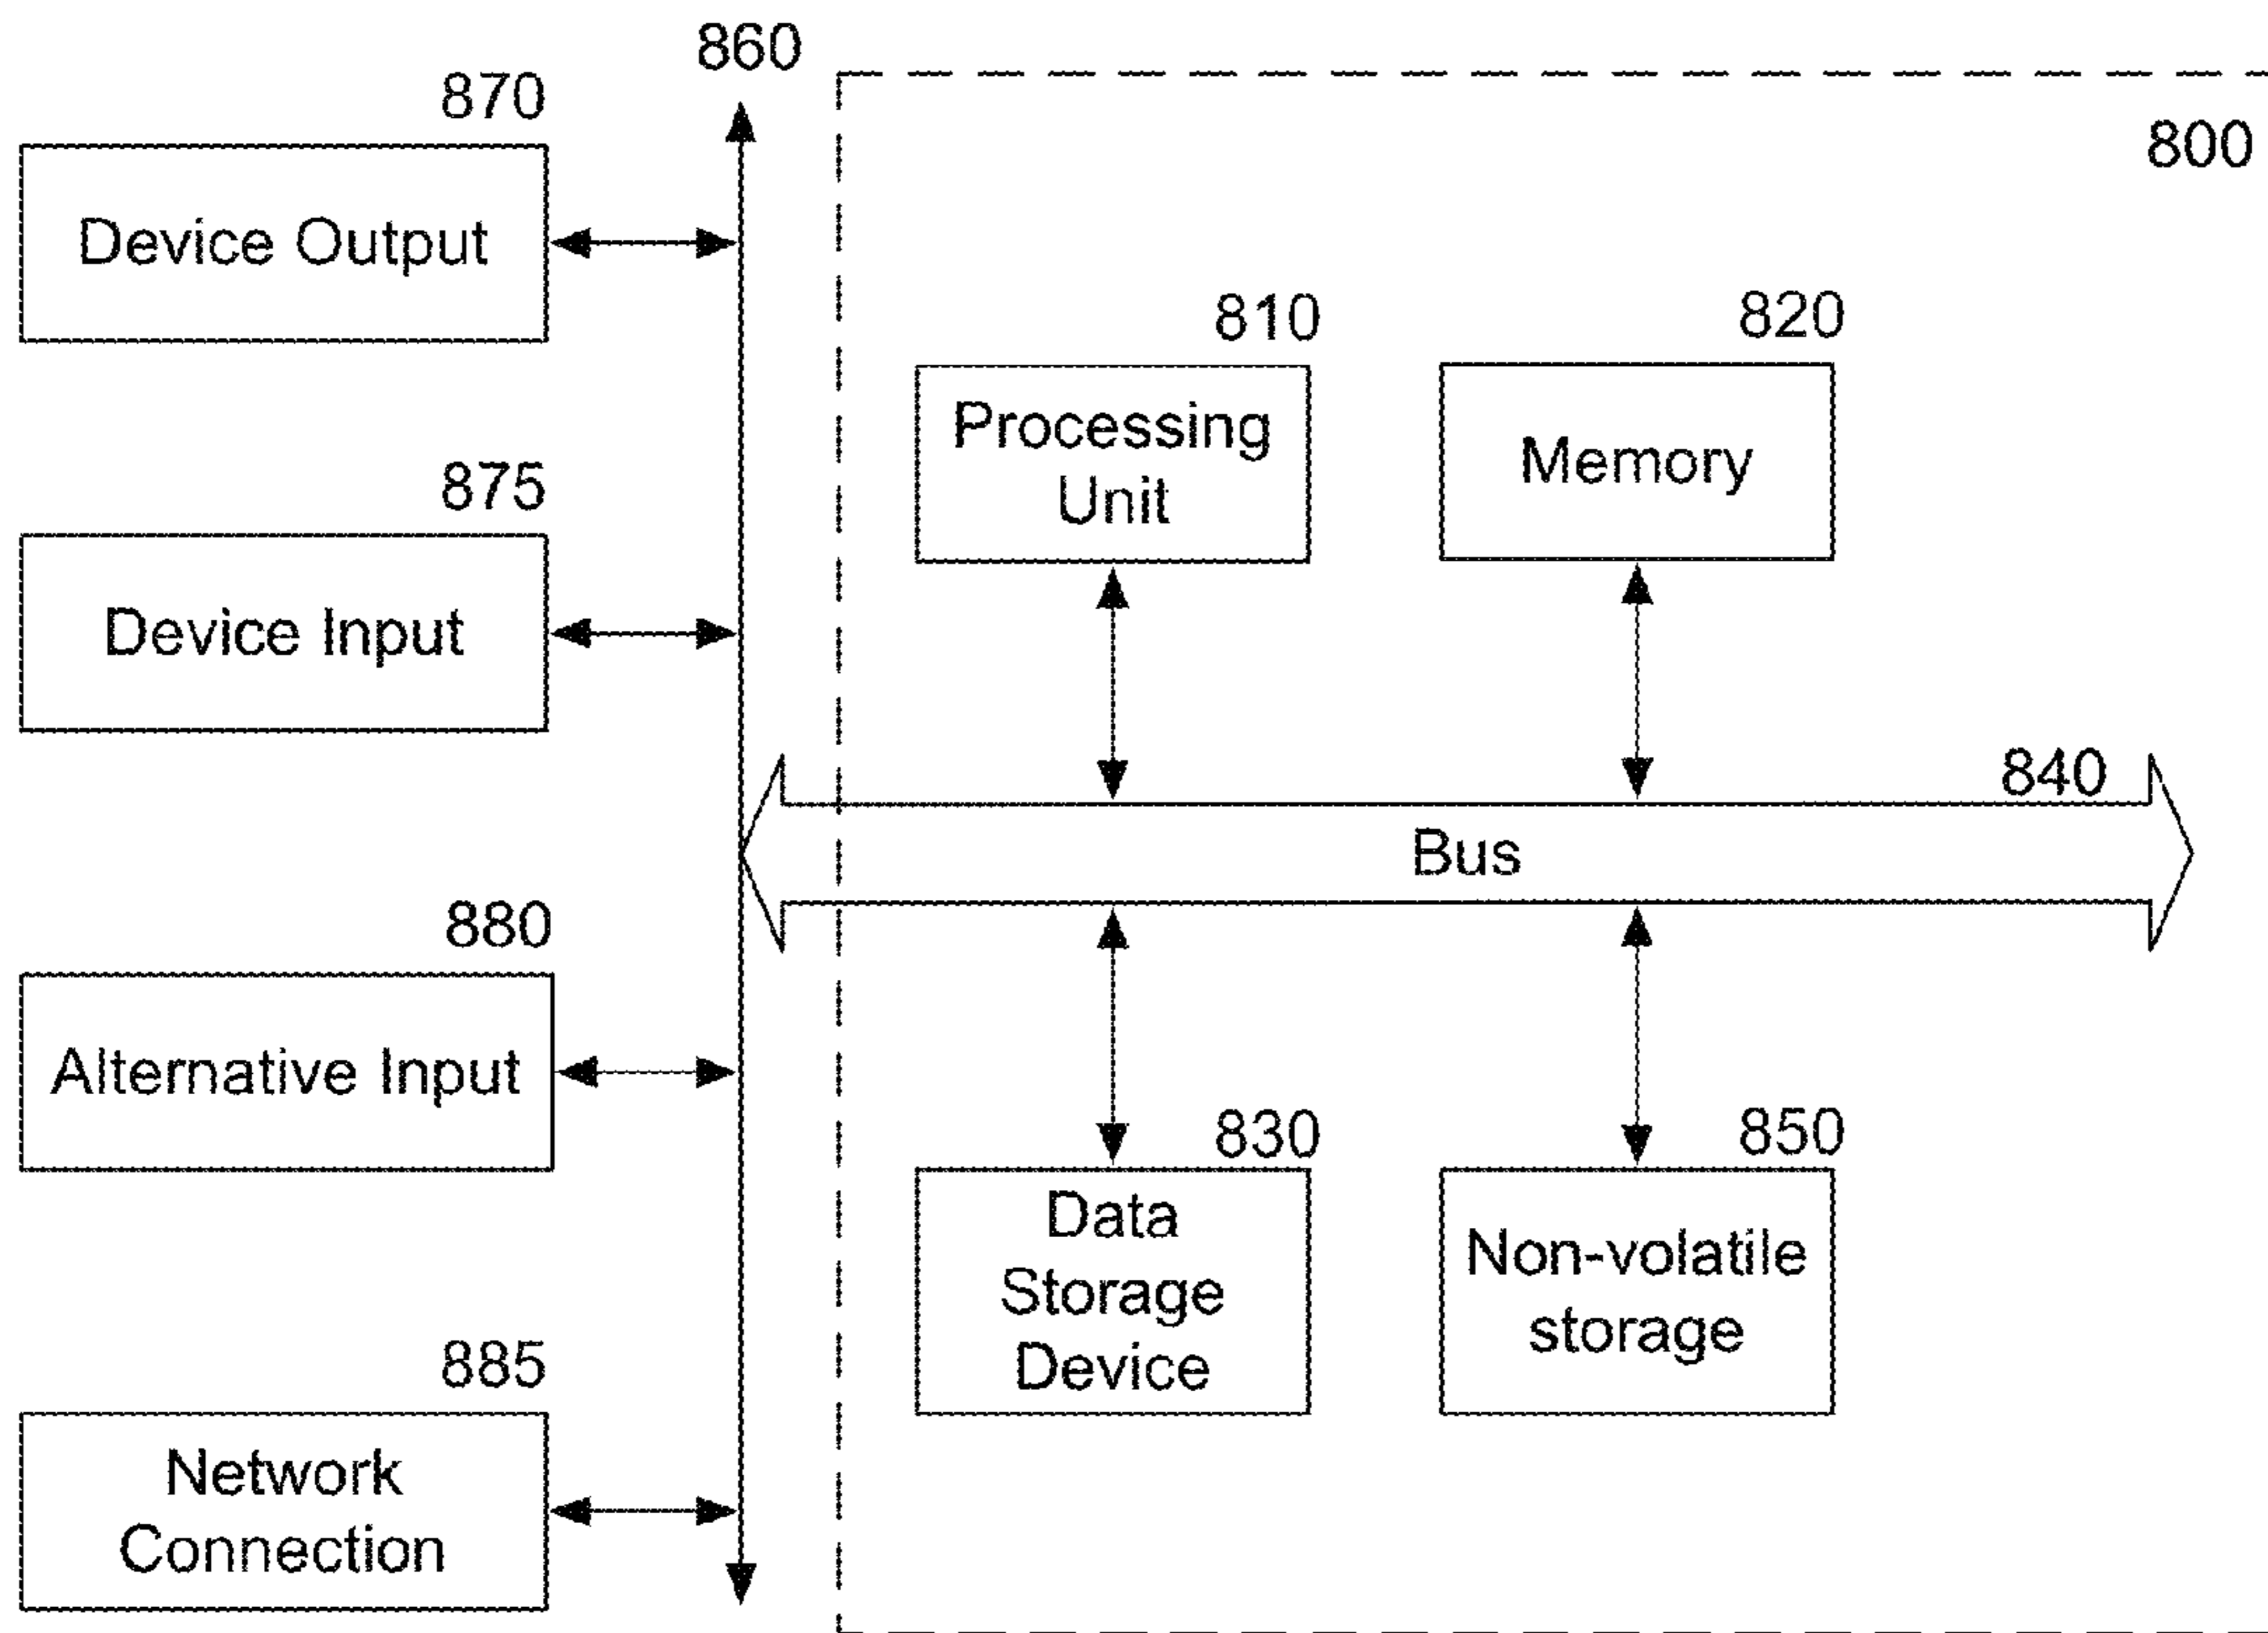 860
870
Device Output
800
810
Processing
Unit
820
Memory
875
Device Input
840
Bus
880
Alternative Input
830
Data
Storage
Device
850
Non-volatile
storage
885
Network
Connection